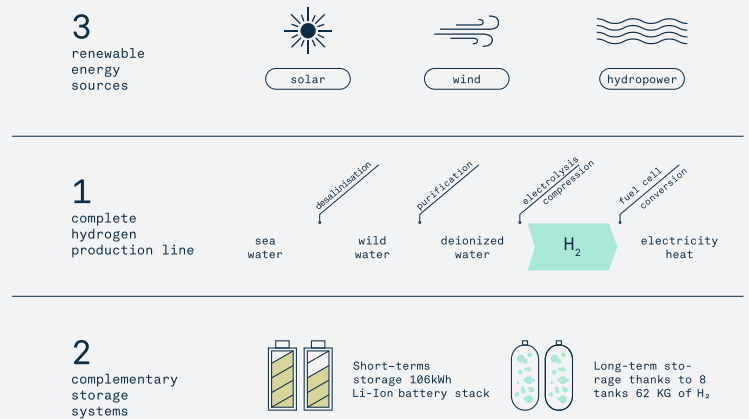 3
renewable
energy
sources
solar
wind
hydropower
1
complete
hydrogen
production line
desalinisation
purification
electrolysis
compression
fuel cell
conversion
sea
water
wild
water
deionized
water
H₂
electricity
heat
2
complementary
storage
systems
Short-terms
storage 106kWh
Li-Ion battery stack
Long-term sto-
rage thanks to 8
tanks 62 KG of H₂